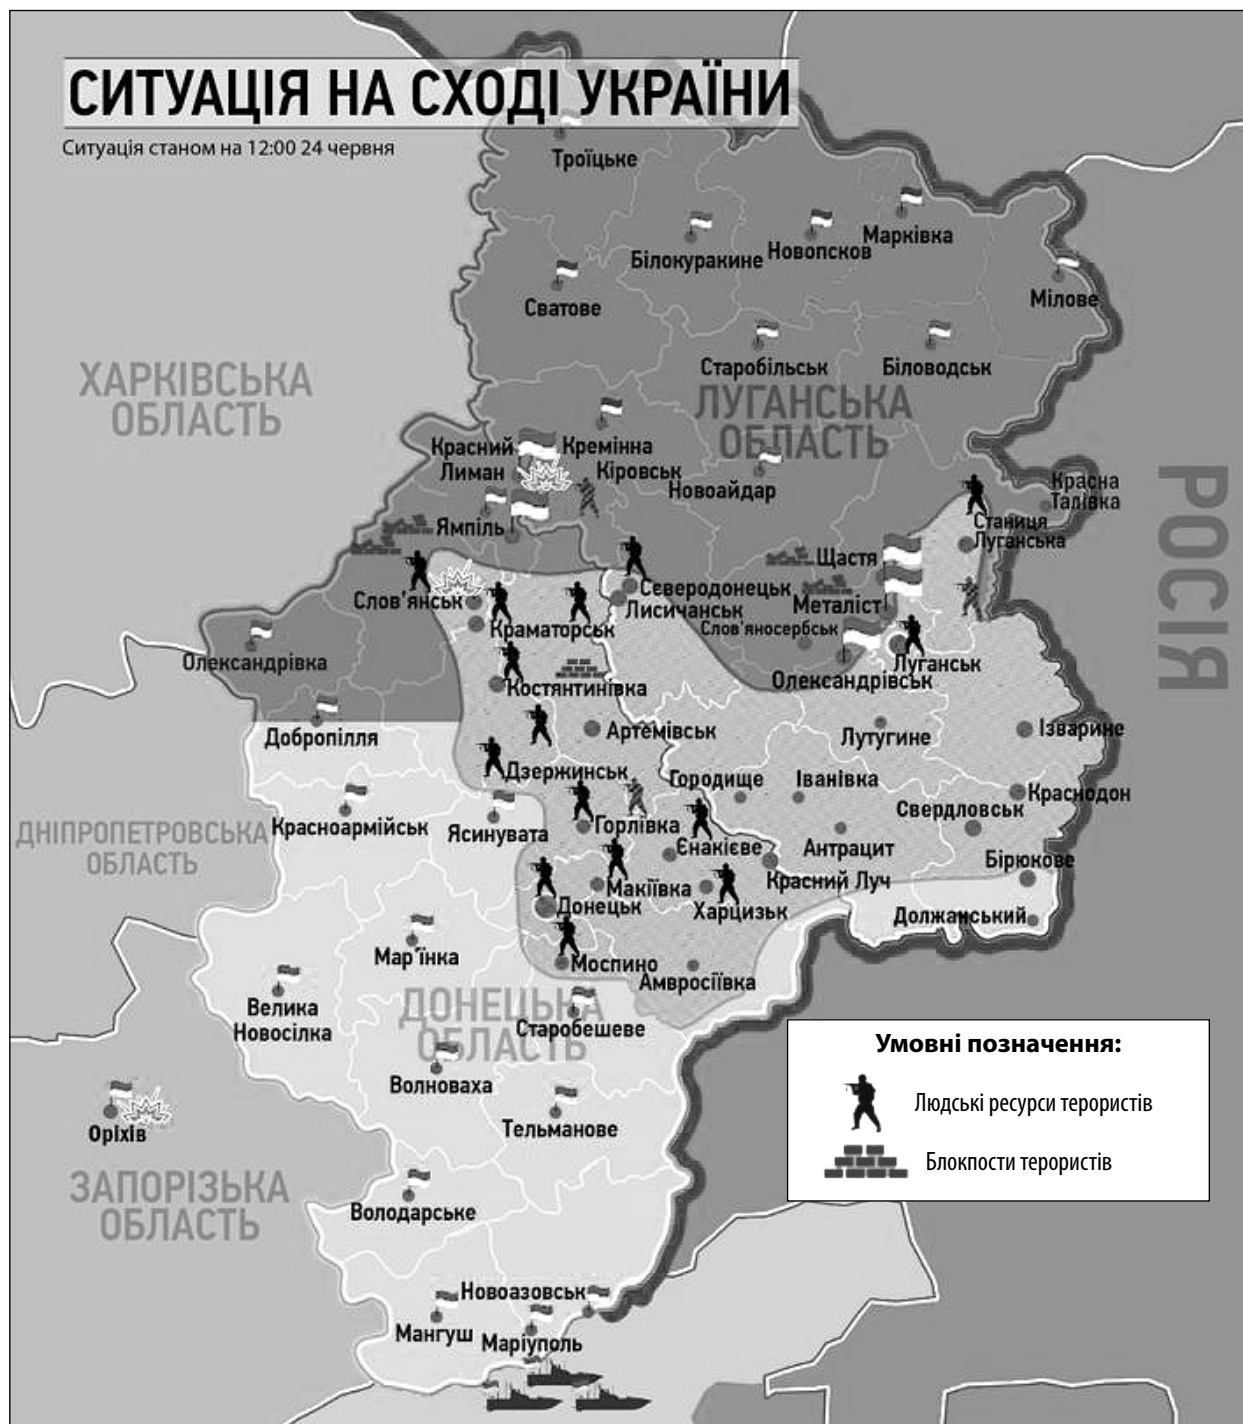 СИТУАЦІЯ НА СХОДІ УКРАЇНИ
Ситуація станом на 12:00 24 червня
Троїцьке
Білокуракине
Новопсков
Марківка
Сватове
Мілове
Старобільськ
Біловодськ
ХАРКІВСЬКА
ОБЛАСТЬ
ЛУГАНСЬКА
ОБЛАСТЬ
Красний
Лиман
Кремінна
Кіровськ
Новоайдар
Красна
Талівка
РОСІЯ
Ямпіль
Станиця
Луганська
Щастя
Слов'янськ
Сєверодонецьк
Лисичанськ
Металіст
Краматорськ
Слов'яносербськ
Олександрівка
Луганськ
Костянтинівка
Олександрівськ
Добропілля
Артемівськ
Лутугине
Ізварине
Дзержинськ
Городище
Іванівка
Краснодон
Свердловськ
ДНІПРОПЕТРОВСЬКА
ОБЛАСТЬ
Красноармійськ
Ясинувата
Горлівка
Єнакієве
Антрацит
Бірюкове
Макіївка
Красний Луч
Донецьк
Харцизьк
Должанський
Мар'їнка
Моспино
Амвросіївка
Велика
Новосілка
ДОНЕЦЬКА
ОБЛАСТЬ
Старобешеве
Волноваха
Тельманове
Оріхів
ЗАПОРІЗЬКА
ОБЛАСТЬ
Володарське
Новоазовськ
Мангуш
Маріуполь
Умовні позначення:
Людські ресурси терористів
Блокпости терористів